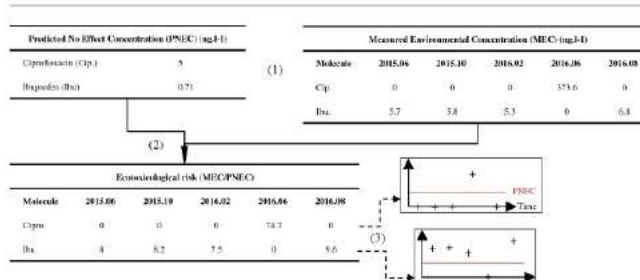 Predicted No Effect Concentration (PNEC) (ng.l-1)
Ciprofloxacin (Cip.) 5
Ibuprofen (Ibu) 0.71
(1)
Measured Environmental Concentration (MEC) (ng.l-1)
Molecule 2015.06 2015.10 2016.02 2016.06 2016.08
Cip. 0 0 0 373.6 0
Ibu. 5.7 5.8 5.3 0 6.8
(2)
Ecotoxicological risk (MEC/PNEC)
Molecule 2015.06 2015.10 2016.02 2016.06 2016.08
Cipro. 0 0 0 74.7 0
Ibu. 8 8.2 7.5 0 9.6
(3)
PNEC
Time